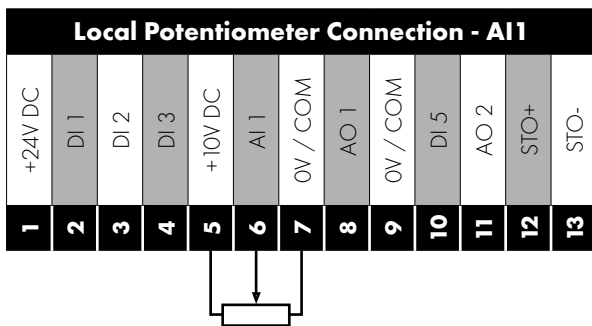 Local Potentiometer Connection - AI1
+24V DC
DI 1
DI 2
DI 3
+10V DC
AI 1
0V / COM
AO 1
0V / COM
DI 5
AO 2
STO+
STO-
1
2
3
4
5
6
7
8
9
10
11
12
13